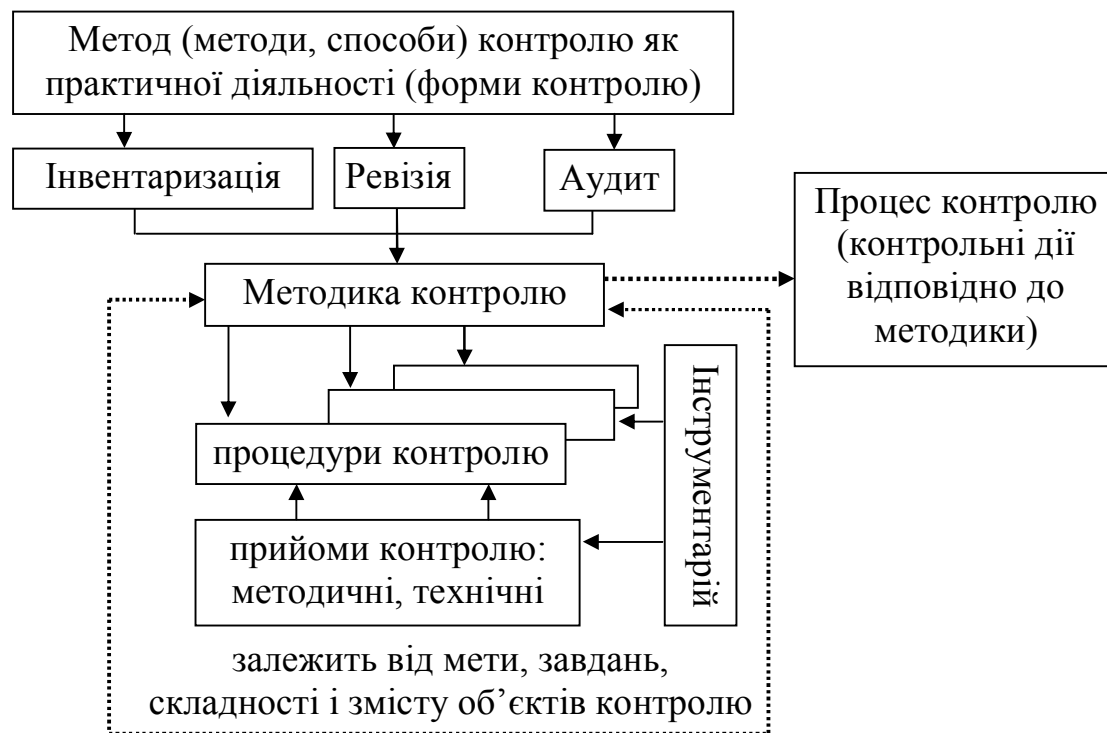 Метод (методи, способи) контролю як
практичної діяльності (форми контролю)
Інвентаризація
Ревізія
Аудит
Процес контролю
(контрольні дії
відповідно до
методики)
Методика контролю
Інструментарій
процедури контролю
прийоми контролю:
методичні, технічні
залежить від мети, завдань,
складності і змісту об’єктів контролю